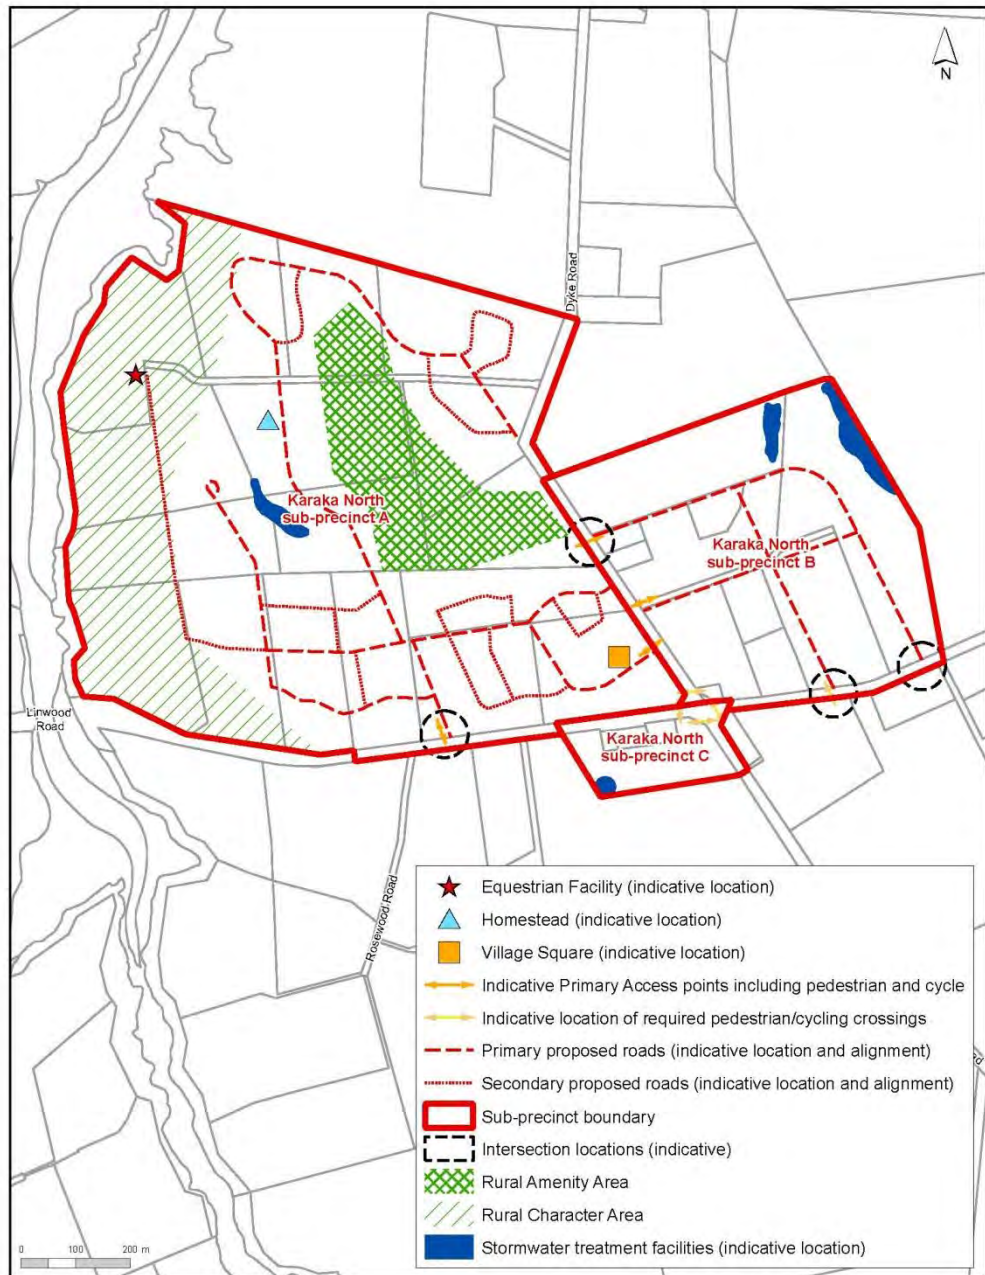 N
Dyke Road
Karaka North
sub-precinct A
Karaka North
sub-precinct B
Linwood
Road
Karaka North
sub-precinct C
Rosewood Road
Equestrian Facility (indicative location)
Homestead (indicative location)
Village Square (indicative location)
Indicative Primary Access points including pedestrian and cycle
Indicative location of required pedestrian/cycling crossings
Primary proposed roads (indicative location and alignment)
Secondary proposed roads (indicative location and alignment)
Sub-precinct boundary
Intersection locations (indicative)
Rural Amenity Area
Rural Character Area
Stormwater treatment facilities (indicative location)
0 100 200 m